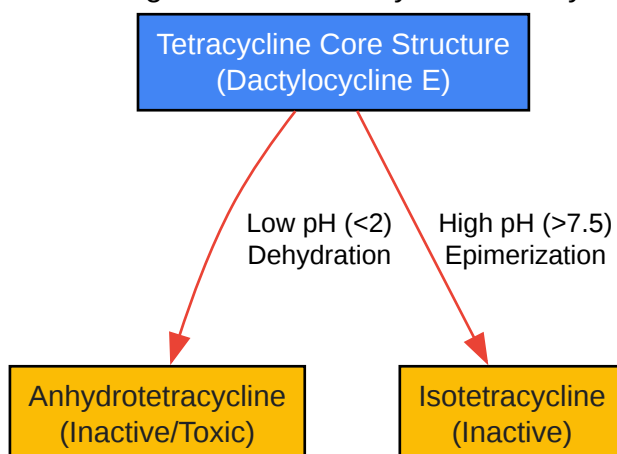 Tetracycline Core Structure
(Dactylocycline E)
Low pH (<2)
Dehydration
High pH (>7.5)
Epimerization
Anhydrotetracycline
(Inactive/Toxic)
Isotetracycline
(Inactive)